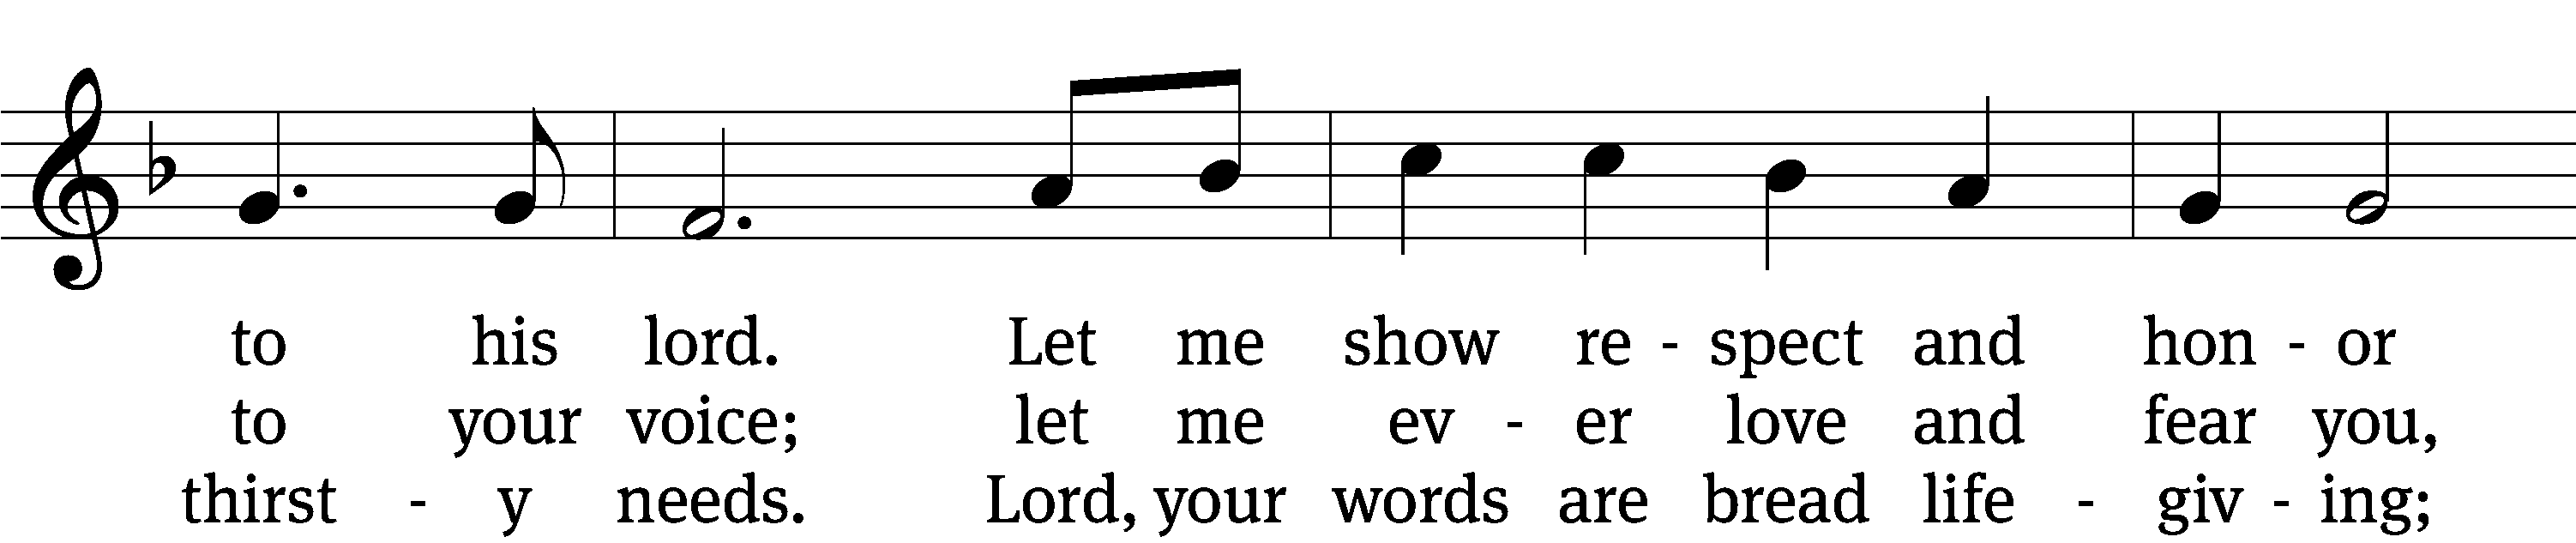 to his lord. Let me show re - spect and hon - or
to your voice; let me ev - er love and fear you,
thirst - y needs. Lord, your words are bread life - giv - ing;